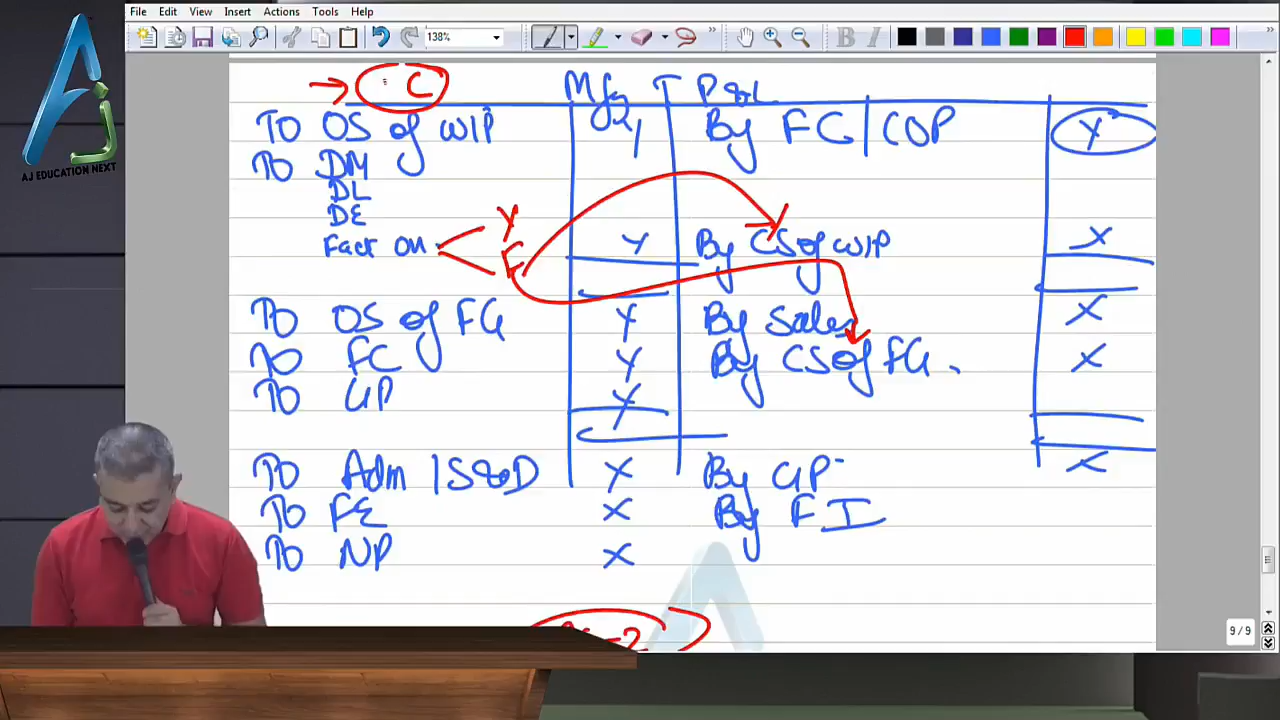 File Edit View Insert Actions Tools Help
138%
AJ EDUCATION NEXT
→ C Mfg T P&L
To OS of WIP Y By FC | COP Y
To DM
DL
DE
Fact OH Y F Y By CS of WIP X
To OS of FG Y By Sales X
To FC Y By CS of FG X
To GP Y
To Adm | S&D X By GP X
To FE X By F I
To NP X
9/9